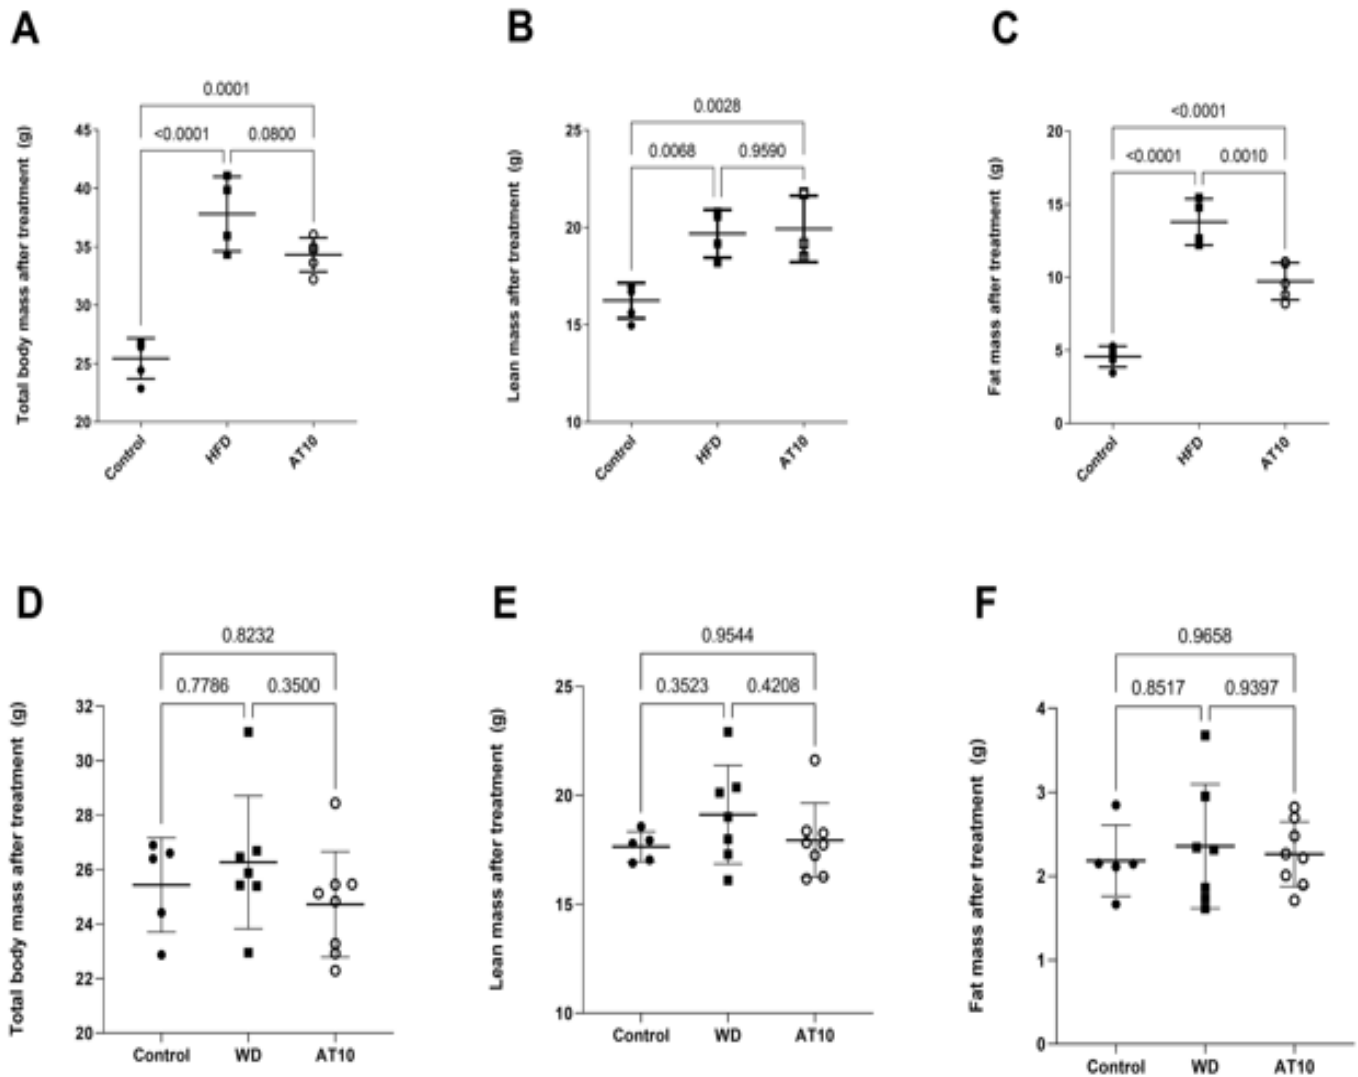 A
B
C
0.0001
<0.0001
0.0800
Total body mass after treatment (g)
45
40
35
30
25
20
Control
HFD
AT10
0.0028
0.0068
0.9590
Lean mass after treatment (g)
25
20
15
10
Control
HFD
AT10
<0.0001
<0.0001
0.0010
Fat mass after treatment (g)
20
15
10
5
0
Control
HFD
AT10
D
E
F
0.8232
0.7786
0.3500
Total body mass after treatment (g)
32
30
28
26
24
22
20
Control
WD
AT10
0.9544
0.3523
0.4208
Lean mass after treatment (g)
25
20
15
10
Control
WD
AT10
0.9658
0.8517
0.9397
Fat mass after treatment (g)
4
3
2
1
0
Control
WD
AT10